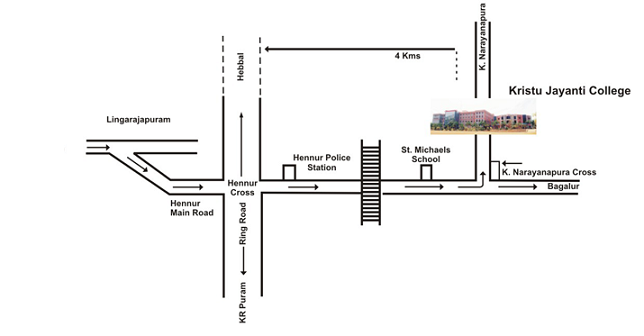 K. Narayanapura
Hebbal
4 Kms
Kristu Jayanti College
Lingarajapuram
Hennur Police
Station
St. Michaels
School
K. Narayanapura Cross
Bagalur
Hennur
Cross
Hennur
Main Road
Ring Road
KR Puram